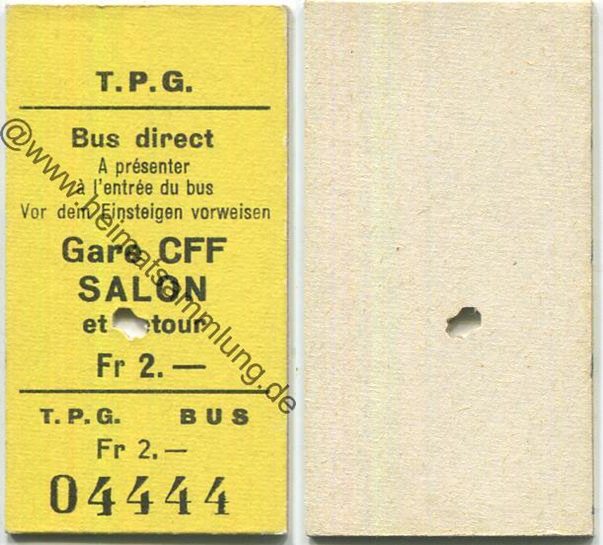 T.P.G.
Bus direct
A présenter
à l'entrée du bus
Vor dem Einsteigen vorweisen
Gare CFF
SALON
et retour
Fr 2.—
T.P.G. BUS
Fr 2.—
04444
@www.heimatsammlung.de